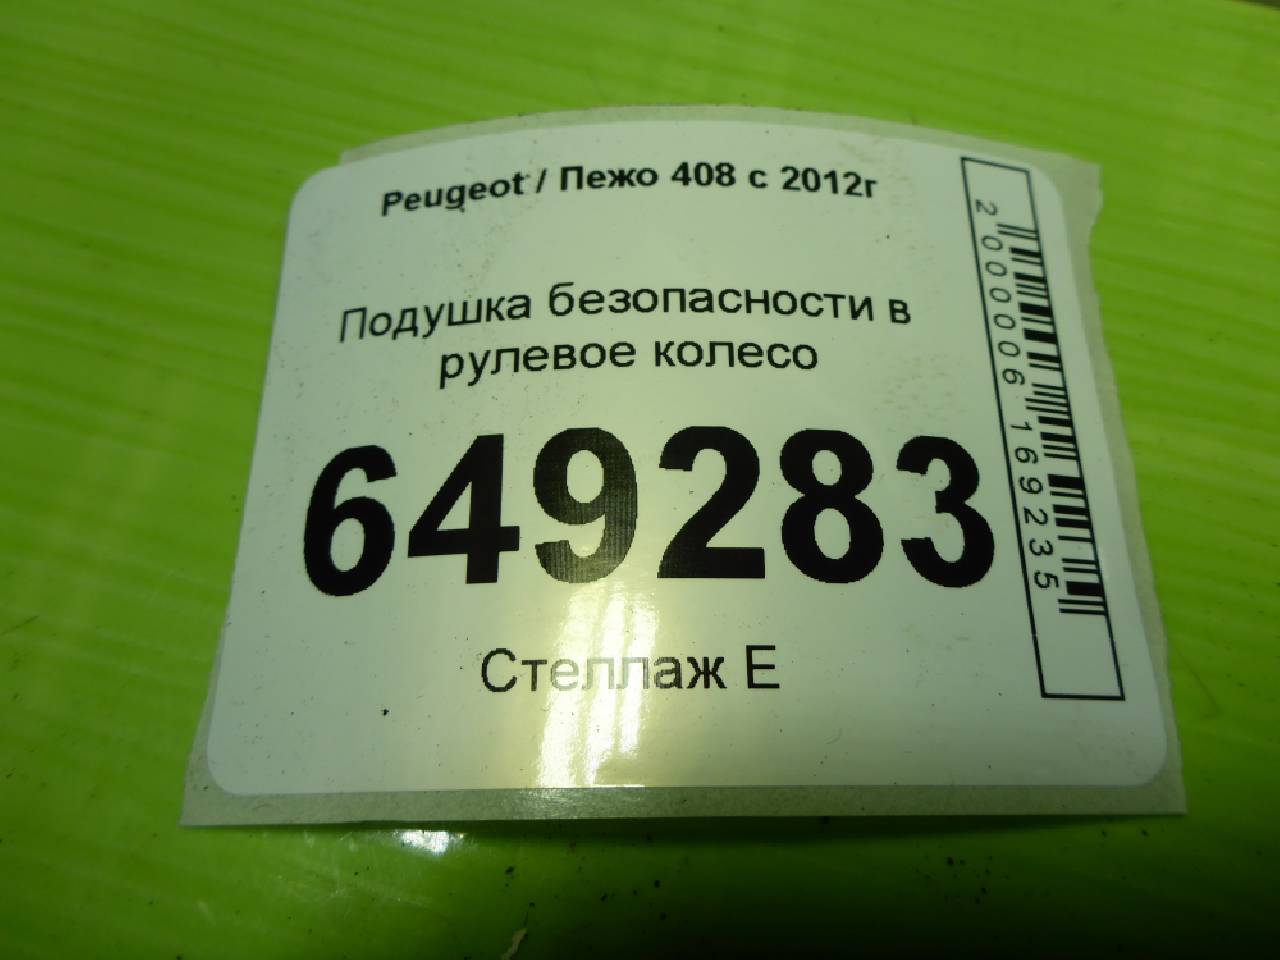 Peugeot / Пежо 408 с 2012г
Подушка безопасности в
рулевое колесо
649283
Стеллаж Е
2000006169235